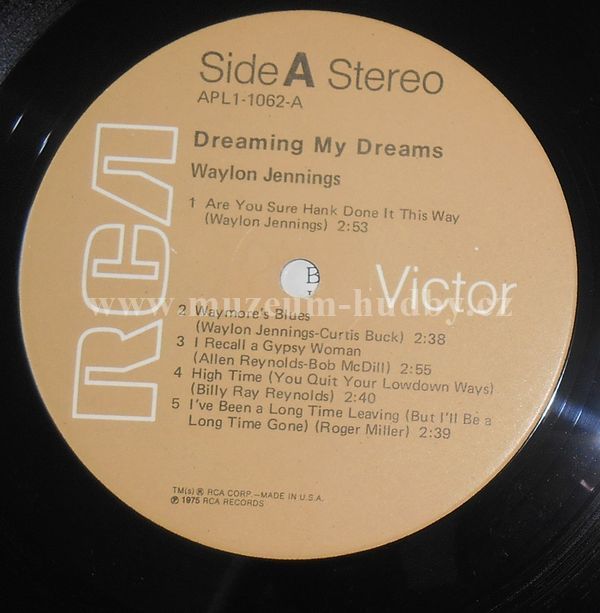 Side A Stereo
APL1-1062-A
Dreaming My Dreams
Waylon Jennings
1 Are You Sure Hank Done It This Way
(Waylon Jennings) 2:53
B
RCA
Victor
www.muzeum-hudby.cz
2 Waymore's Blues
(Waylon Jennings-Curtis Buck) 2:38
3 I Recall a Gypsy Woman
(Allen Reynolds-Bob McDill) 2:55
4 High Time (You Quit Your Lowdown Ways)
(Billy Ray Reynolds) 2:40
5 I've Been a Long Time Leaving (But I'll Be a
Long Time Gone) (Roger Miller) 2:39
TM(s) ® RCA CORP.—MADE IN U.S.A.
℗ 1975 RCA RECORDS